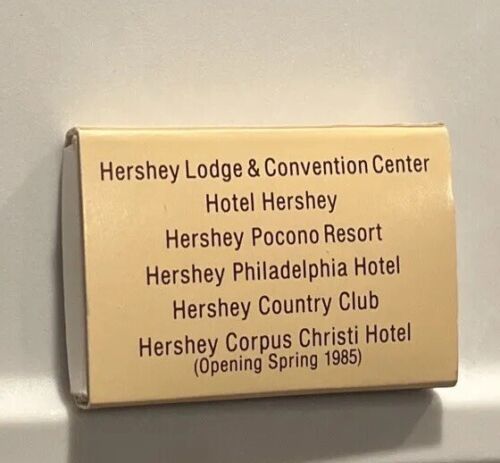 Hershey Lodge & Convention Center
Hotel Hershey
Hershey Pocono Resort
Hershey Philadelphia Hotel
Hershey Country Club
Hershey Corpus Christi Hotel
(Opening Spring 1985)